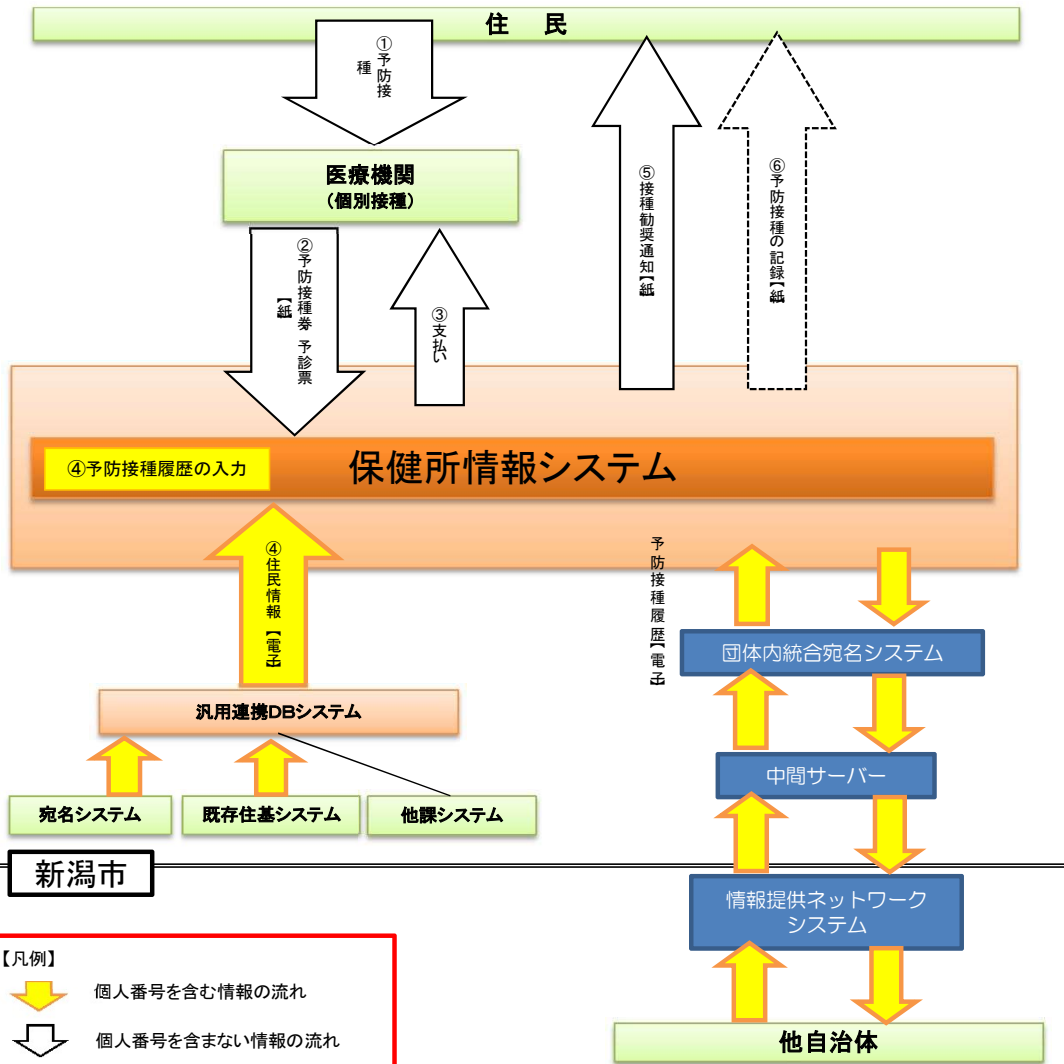 住　民
①予防接
種
医療機関
（個別接種）
②予防接種券、予診票
【紙】
③支払い
⑤接種勧奨通知【紙】
⑥予防接種の記録【紙】
④予防接種履歴の入力
保健所情報システム
④住民情報【電子】
予防接種履歴【電子】
団体内統合宛名システム
汎用連携DBシステム
中間サーバー
宛名システム
既存住基システム
他課システム
新潟市
情報提供ネットワーク
システム
【凡例】
個人番号を含む情報の流れ
個人番号を含まない情報の流れ
他自治体